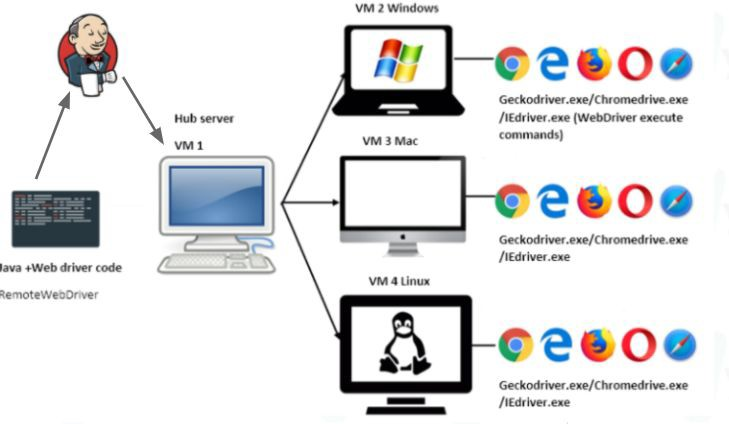 VM 2 Windows
Geckodriver.exe/Chromedrive.exe
/IEdriver.exe (WebDriver execute
commands)
Hub server
VM 1
VM 3 Mac
Geckodriver.exe/Chromedrive.exe
/IEdriver.exe
Java +Web driver code
RemoteWebDriver
VM 4 Linux
Geckodriver.exe/Chromedrive.exe
/IEdriver.exe